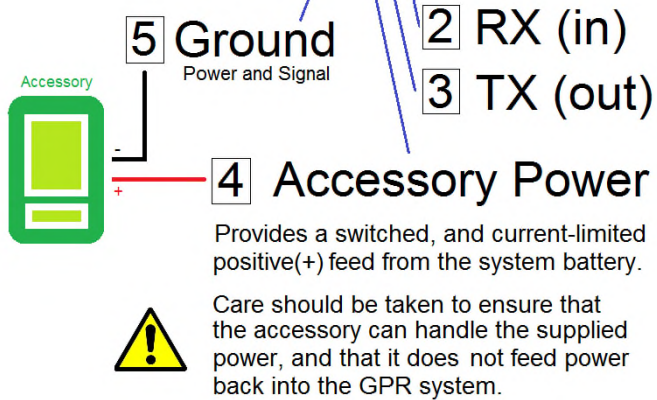 5 Ground
Power and Signal
2 RX (in)
3 TX (out)
Accessory
-
+
4 Accessory Power
Provides a switched, and current-limited
positive(+) feed from the system battery.
Care should be taken to ensure that
the accessory can handle the supplied
power, and that it does not feed power
back into the GPR system.